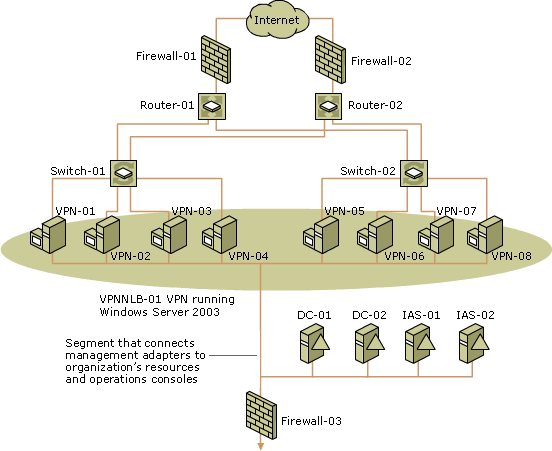 Internet
Firewall-01
Firewall-02
Router-01
Router-02
Switch-01
Switch-02
VPN-01
VPN-03
VPN-05
VPN-07
VPN-02
VPN-04
VPN-06
VPN-08
VPNNLB-01 VPN running
Windows Server 2003
DC-01
DC-02
IAS-01
IAS-02
Segment that connects
management adapters to
organization's resources
and operations consoles
Firewall-03